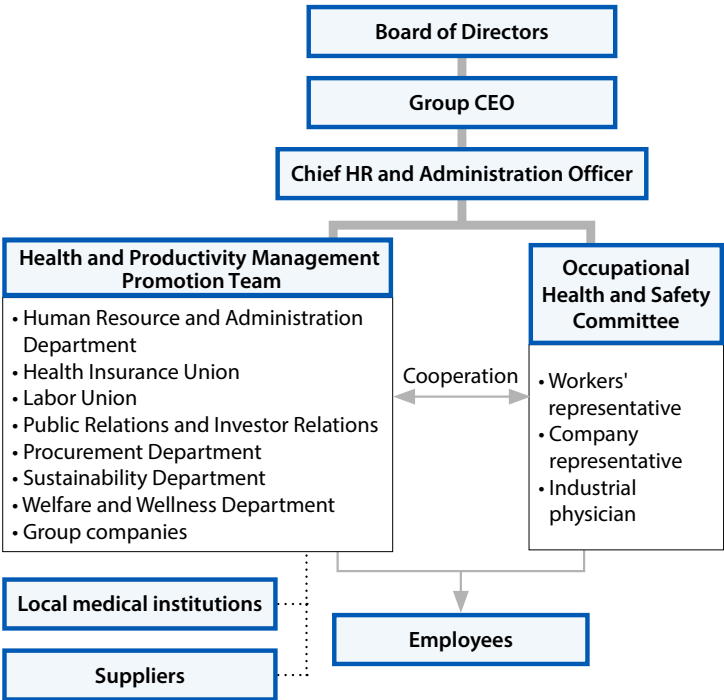 Board of Directors
Group CEO
Chief HR and Administration Officer
Health and Productivity Management
Promotion Team
• Human Resource and Administration
Department
• Health Insurance Union
• Labor Union
• Public Relations and Investor Relations
• Procurement Department
• Sustainability Department
• Welfare and Wellness Department
• Group companies
Cooperation
Occupational
Health and Safety
Committee
• Workers'
representative
• Company
representative
• Industrial
physician
Local medical institutions
Suppliers
Employees